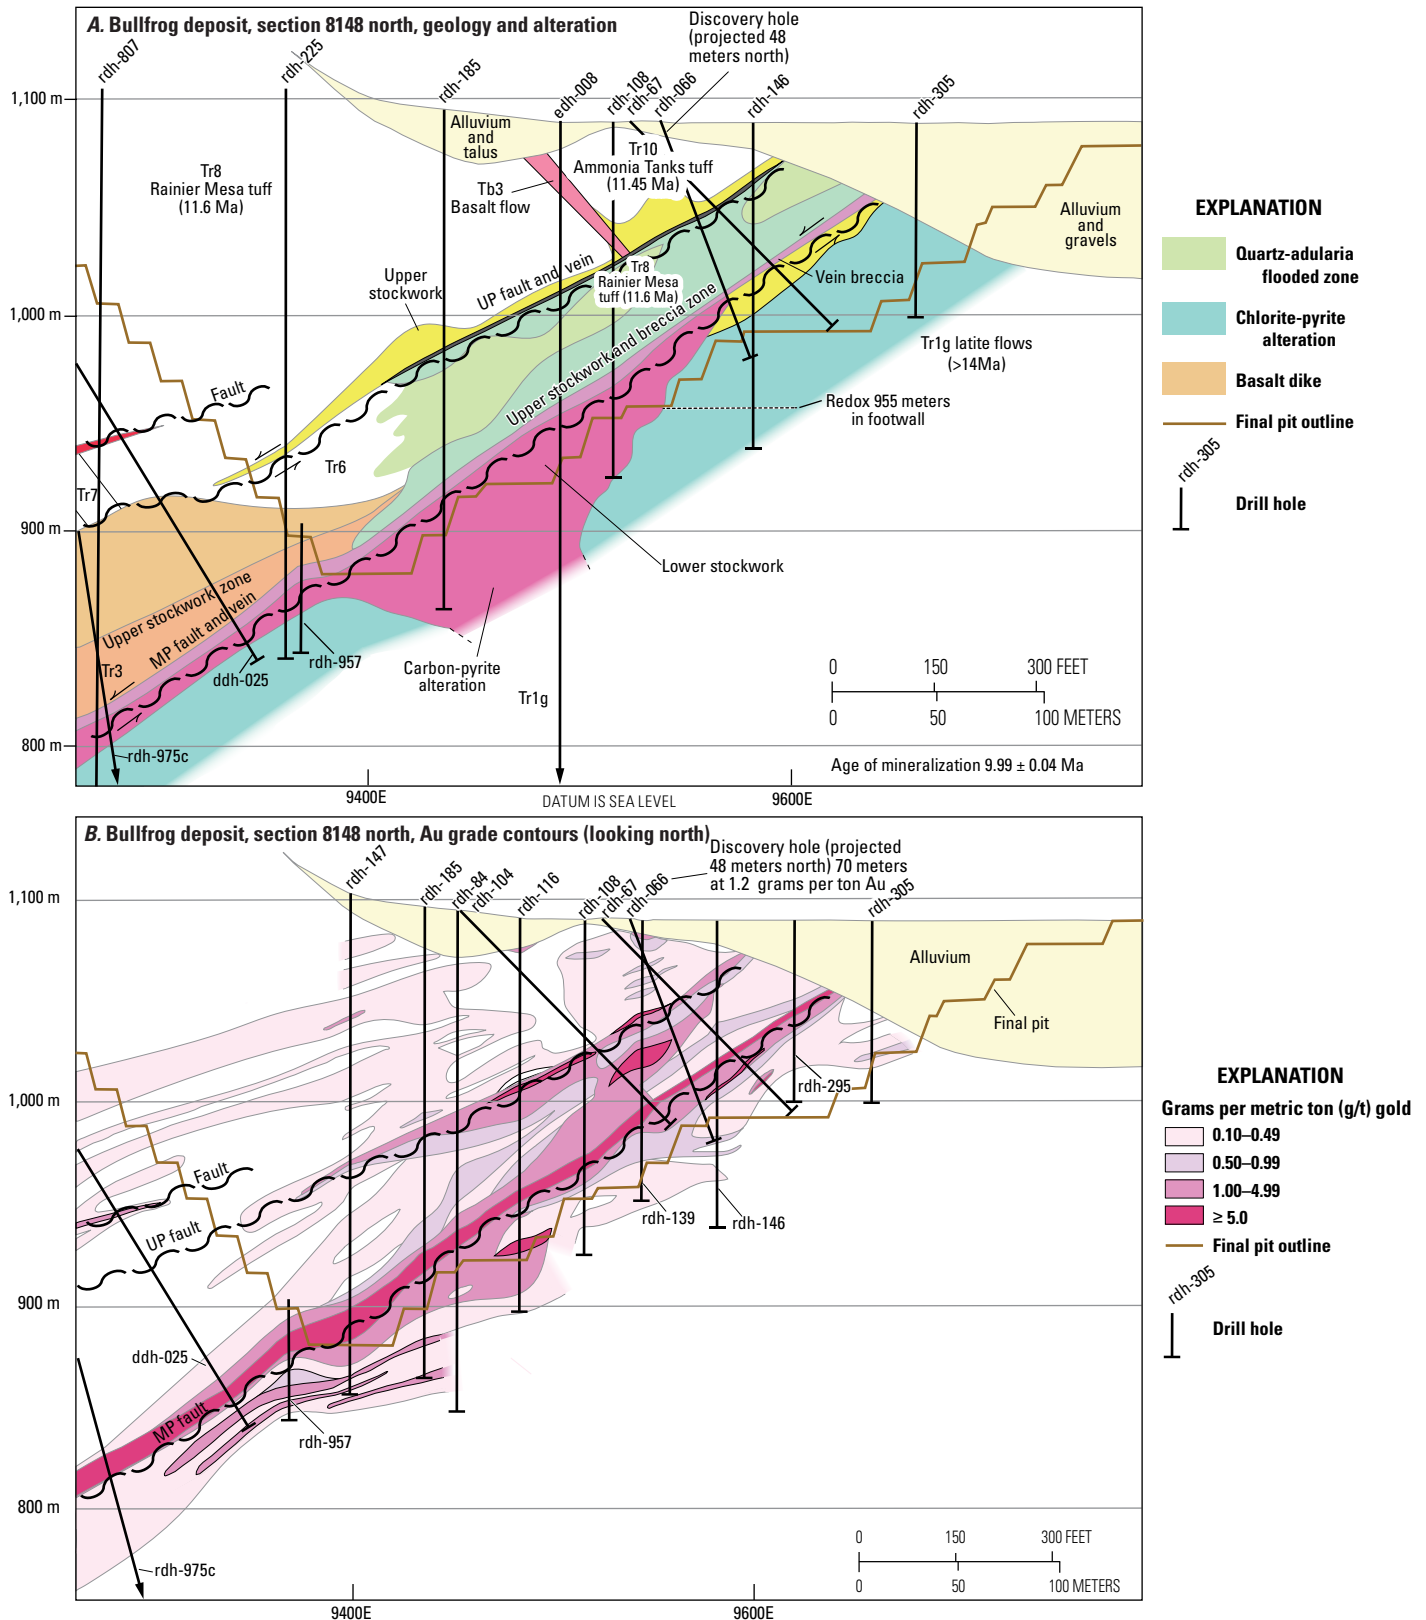 A. Bullfrog deposit, section 8148 north, geology and alteration
Discovery hole
(projected 48
meters north)
rdh-807
rdh-225
rdh-185
edh-008
rdh-108
rdh-67
rdh-066
rdh-146
rdh-305
1,100 m
1,000 m
900 m
800 m
Alluvium
and
talus
Tr8
Rainier Mesa tuff
(11.6 Ma)
Tb3
Basalt flow
Tr10
Ammonia Tanks tuff
(11.45 Ma)
Alluvium
and
gravels
Upper
stockwork
UP fault and vein
Tr8
Rainier Mesa
tuff (11.6 Ma)
Vein breccia
Upper stockwork and breccia zone
Tr1g latite flows
(>14Ma)
Fault
Redox 955 meters
in footwall
Tr6
Tr7
Lower stockwork
Upper stockwork zone
MP fault and vein
Tr3
ddh-025
rdh-957
Carbon-pyrite
alteration
Tr1g
rdh-975c
0 150 300 FEET
0 50 100 METERS
Age of mineralization 9.99 ± 0.04 Ma
9400E
DATUM IS SEA LEVEL
9600E
EXPLANATION
Quartz-adularia
flooded zone
Chlorite-pyrite
alteration
Basalt dike
Final pit outline
rdh-305
Drill hole
B. Bullfrog deposit, section 8148 north, Au grade contours (looking north)
Discovery hole (projected
48 meters north) 70 meters
at 1.2 grams per ton Au
rdh-147
rdh-185
rdh-84
rdh-104
rdh-116
rdh-108
rdh-67
rdh-066
rdh-305
1,100 m
1,000 m
900 m
800 m
Alluvium
Final pit
rdh-295
Fault
UP fault
rdh-139
rdh-146
ddh-025
MP fault
rdh-957
rdh-975c
0 150 300 FEET
0 50 100 METERS
9400E
9600E
EXPLANATION
Grams per metric ton (g/t) gold
0.10–0.49
0.50–0.99
1.00–4.99
≥ 5.0
Final pit outline
rdh-305
Drill hole